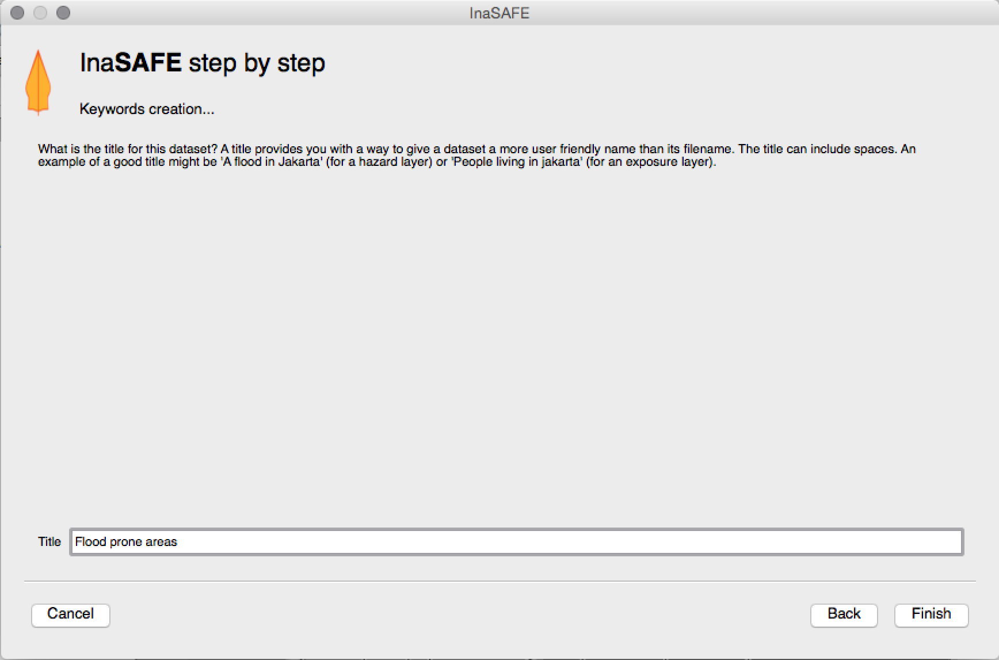 InaSAFE
InaSAFE step by step
Keywords creation...
What is the title for this dataset? A title provides you with a way to give a dataset a more user friendly name than its filename. The title can include spaces. An
example of a good title might be 'A flood in Jakarta' (for a hazard layer) or 'People living in jakarta' (for an exposure layer).
Title Flood prone areas
Cancel Back Finish